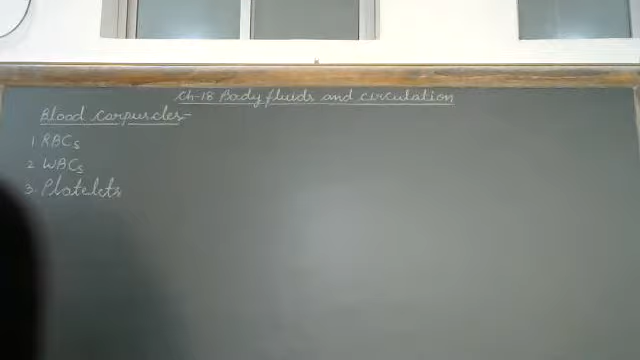 Ch-18 Body fluids and circulation
Blood Corpuscles-
1. RBCs
2. WBCs
3. Platelets